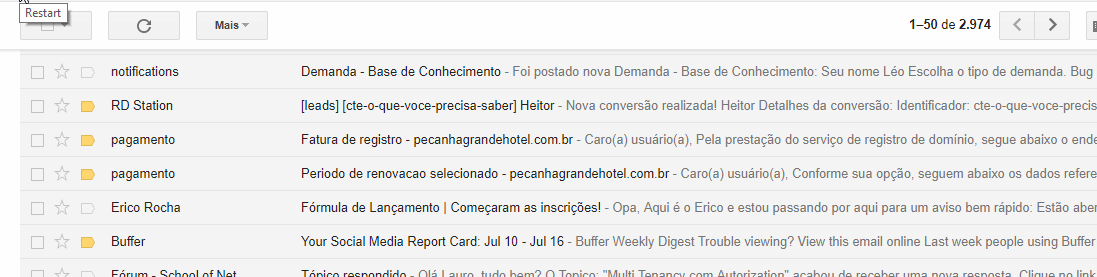 Restart
Mais
1–50 de 2.974
notifications Demanda - Base de Conhecimento - Foi postado nova Demanda - Base de Conhecimento: Seu nome Léo Escolha o tipo de demanda. Bug
RD Station [leads] [cte-o-que-voce-precisa-saber] Heitor - Nova conversão realizada! Heitor Detalhes da conversão: Identificador: cte-o-que-voce-precis
pagamento Fatura de registro - pecanhagrandehotel.com.br - Caro(a) usuário(a), Pela prestação do serviço de registro de domínio, segue abaixo o ende
pagamento Periodo de renovacao selecionado - pecanhagrandehotel.com.br - Caro(a) usuário(a), Conforme sua opção, seguem abaixo os dados refere
Erico Rocha Fórmula de Lançamento | Começaram as inscrições! - Opa, Aqui é o Erico e estou passando por aqui para um aviso bem rápido: Estão aber
Buffer Your Social Media Report Card: Jul 10 - Jul 16 - Buffer Weekly Digest Trouble viewing? View this email online Last week people using Buffer
Fórum - School of Net Tópico respondido - Olá Lauro, tudo bem? O Topico: "Multi Tenancy com Autorization" acabou de receber uma nova resposta. Clique no link